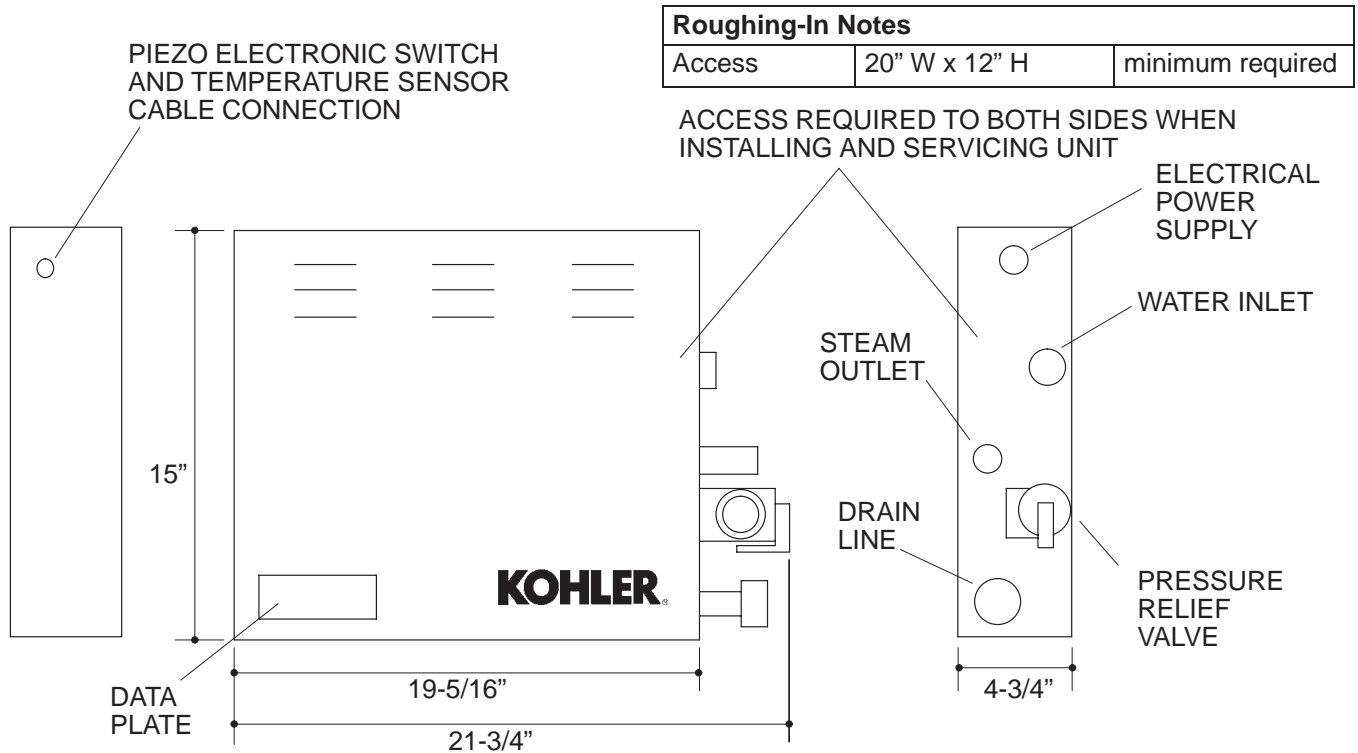 Roughing-In Notes
Access 20” W x 12” H minimum required
PIEZO ELECTRONIC SWITCH
AND TEMPERATURE SENSOR
CABLE CONNECTION
ACCESS REQUIRED TO BOTH SIDES WHEN
INSTALLING AND SERVICING UNIT
ELECTRICAL
POWER
SUPPLY
WATER INLET
STEAM
OUTLET
15”
DRAIN
LINE
KOHLER®
PRESSURE
RELIEF
VALVE
DATA
PLATE
19-5/16”
4-3/4”
21-3/4”